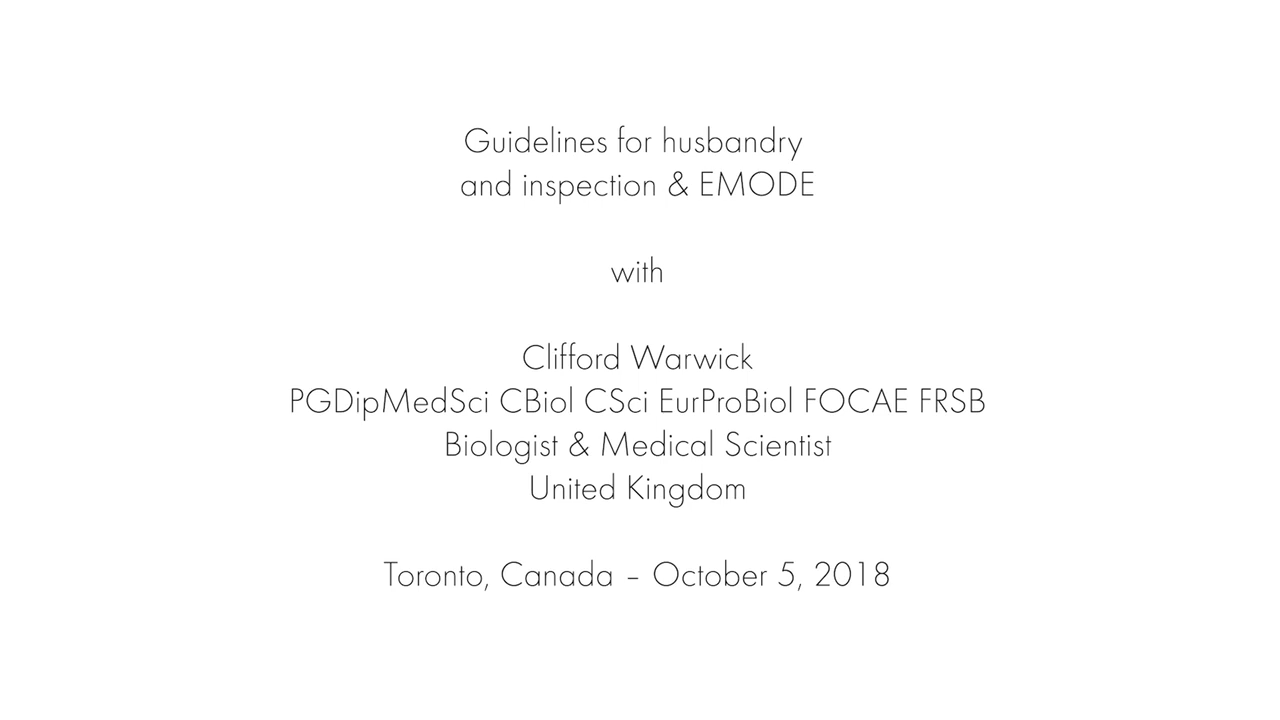 Guidelines for husbandry
and inspection & EMODE
with
Clifford Warwick
PGDipMedSci CBiol CSci EurProBiol FOCAE FRSB
Biologist & Medical Scientist
United Kingdom
Toronto, Canada – October 5, 2018